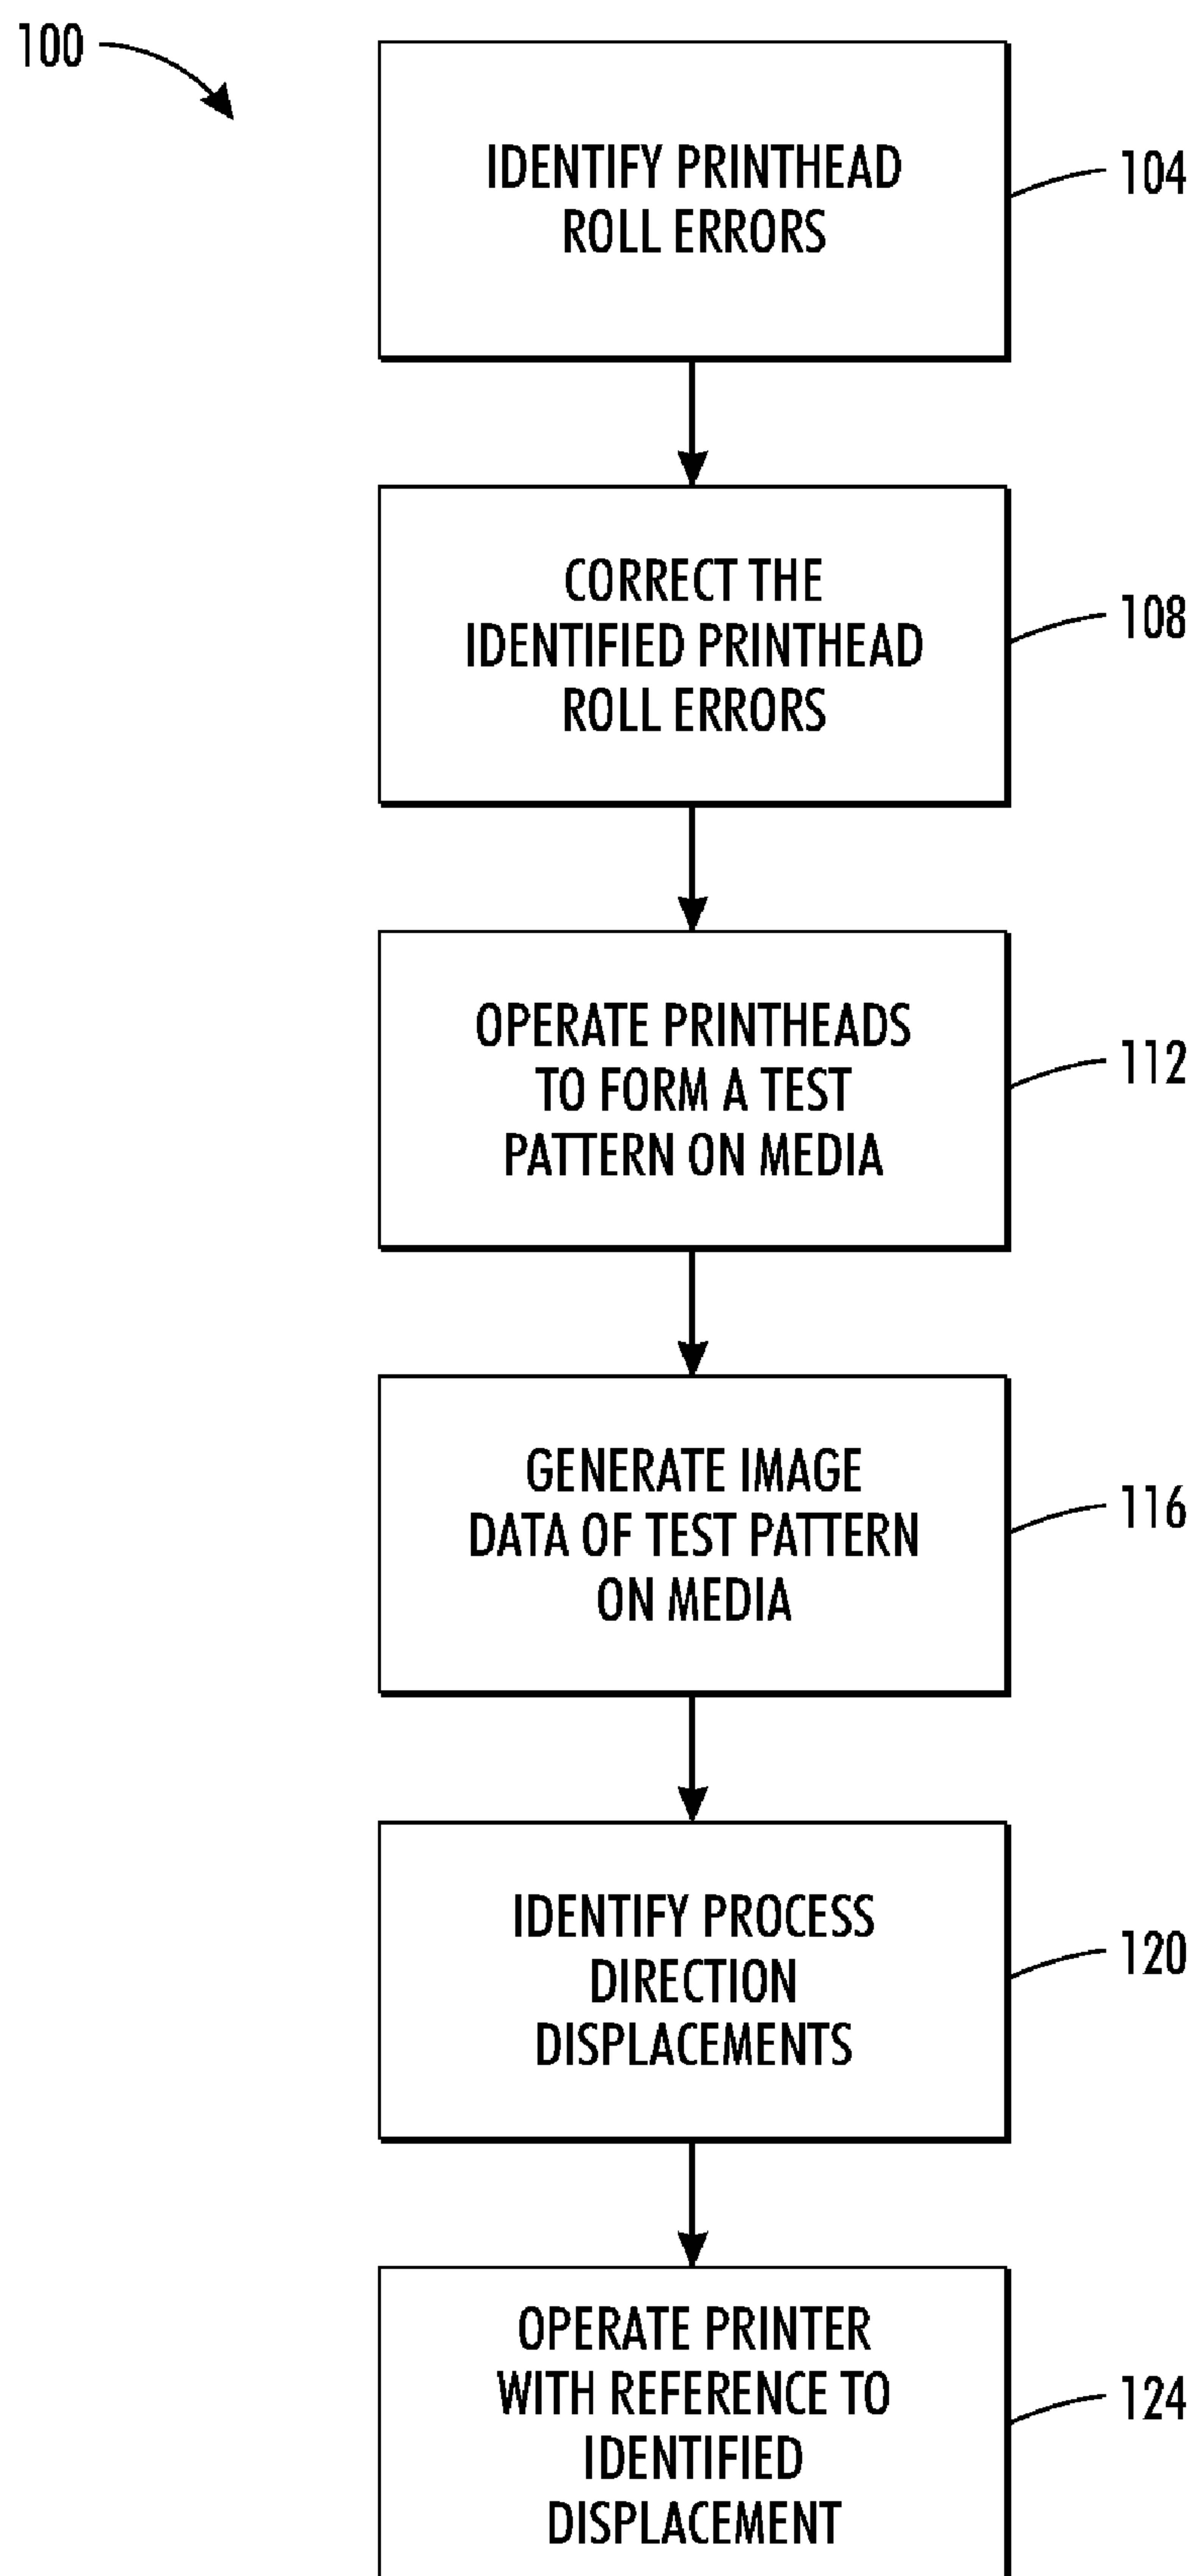 100
IDENTIFY PRINTHEAD
ROLL ERRORS
104
CORRECT THE
IDENTIFIED PRINTHEAD
ROLL ERRORS
108
OPERATE PRINTHEADS
TO FORM A TEST
PATTERN ON MEDIA
112
GENERATE IMAGE
DATA OF TEST PATTERN
ON MEDIA
116
IDENTIFY PROCESS
DIRECTION
DISPLACEMENTS
120
OPERATE PRINTER
WITH REFERENCE TO
IDENTIFIED
DISPLACEMENT
124